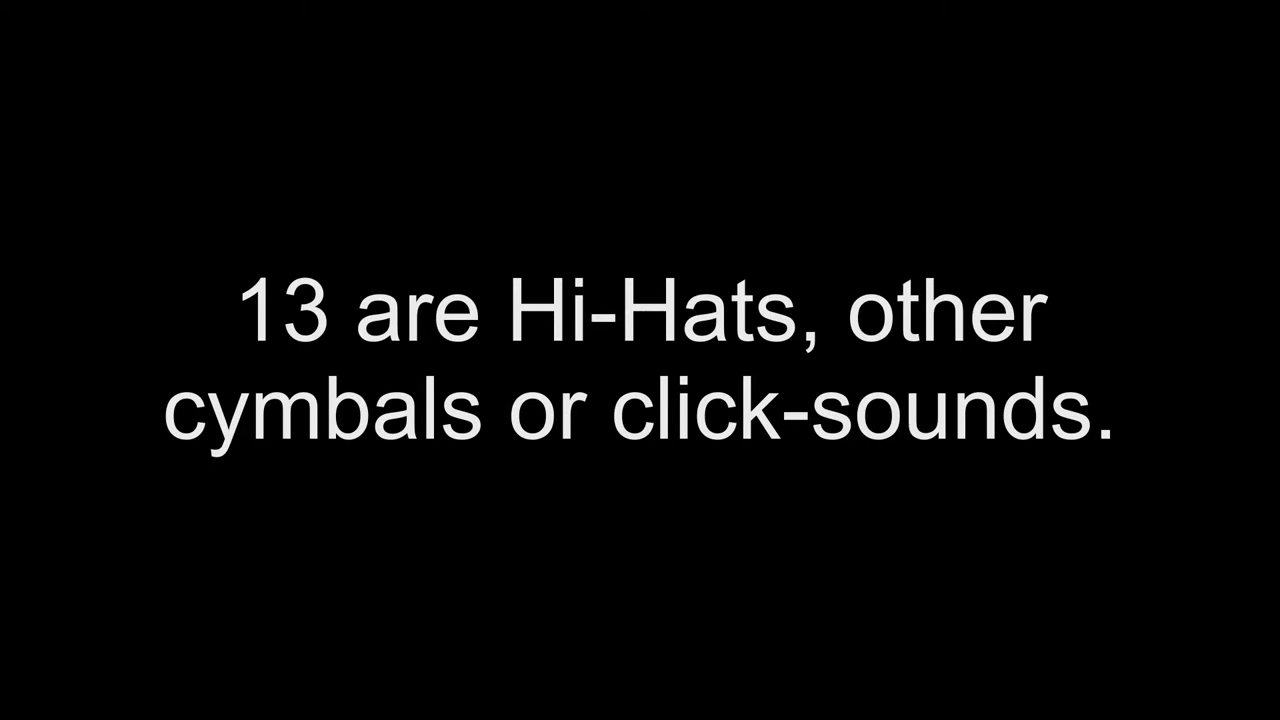 13 are Hi-Hats, other
cymbals or click-sounds.